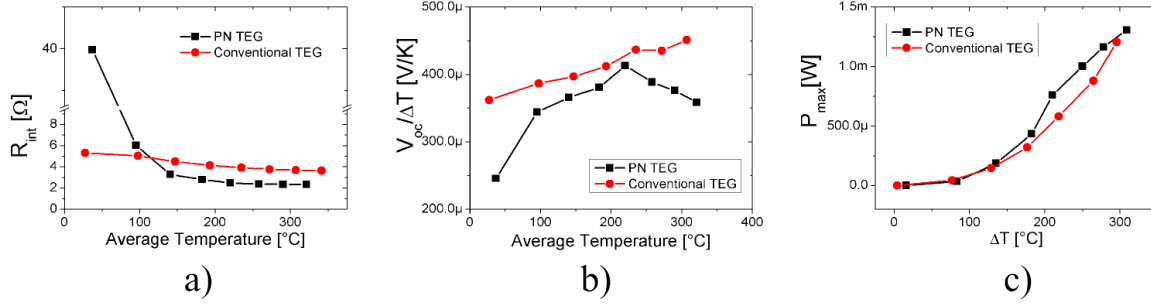 a)
R_int [Ω]
40
8
6
4
2
0
0 100 200 300
Average Temperature [°C]
PN TEG
Conventional TEG
b)
V_oc/ΔT [V/K]
500.0µ
400.0µ
300.0µ
200.0µ
0 100 200 300 400
Average Temperature [°C]
PN TEG
Conventional TEG
c)
P_max[W]
1.5m
1.0m
500.0µ
0.0
0 100 200 300
ΔT [°C]
PN TEG
Conventional TEG